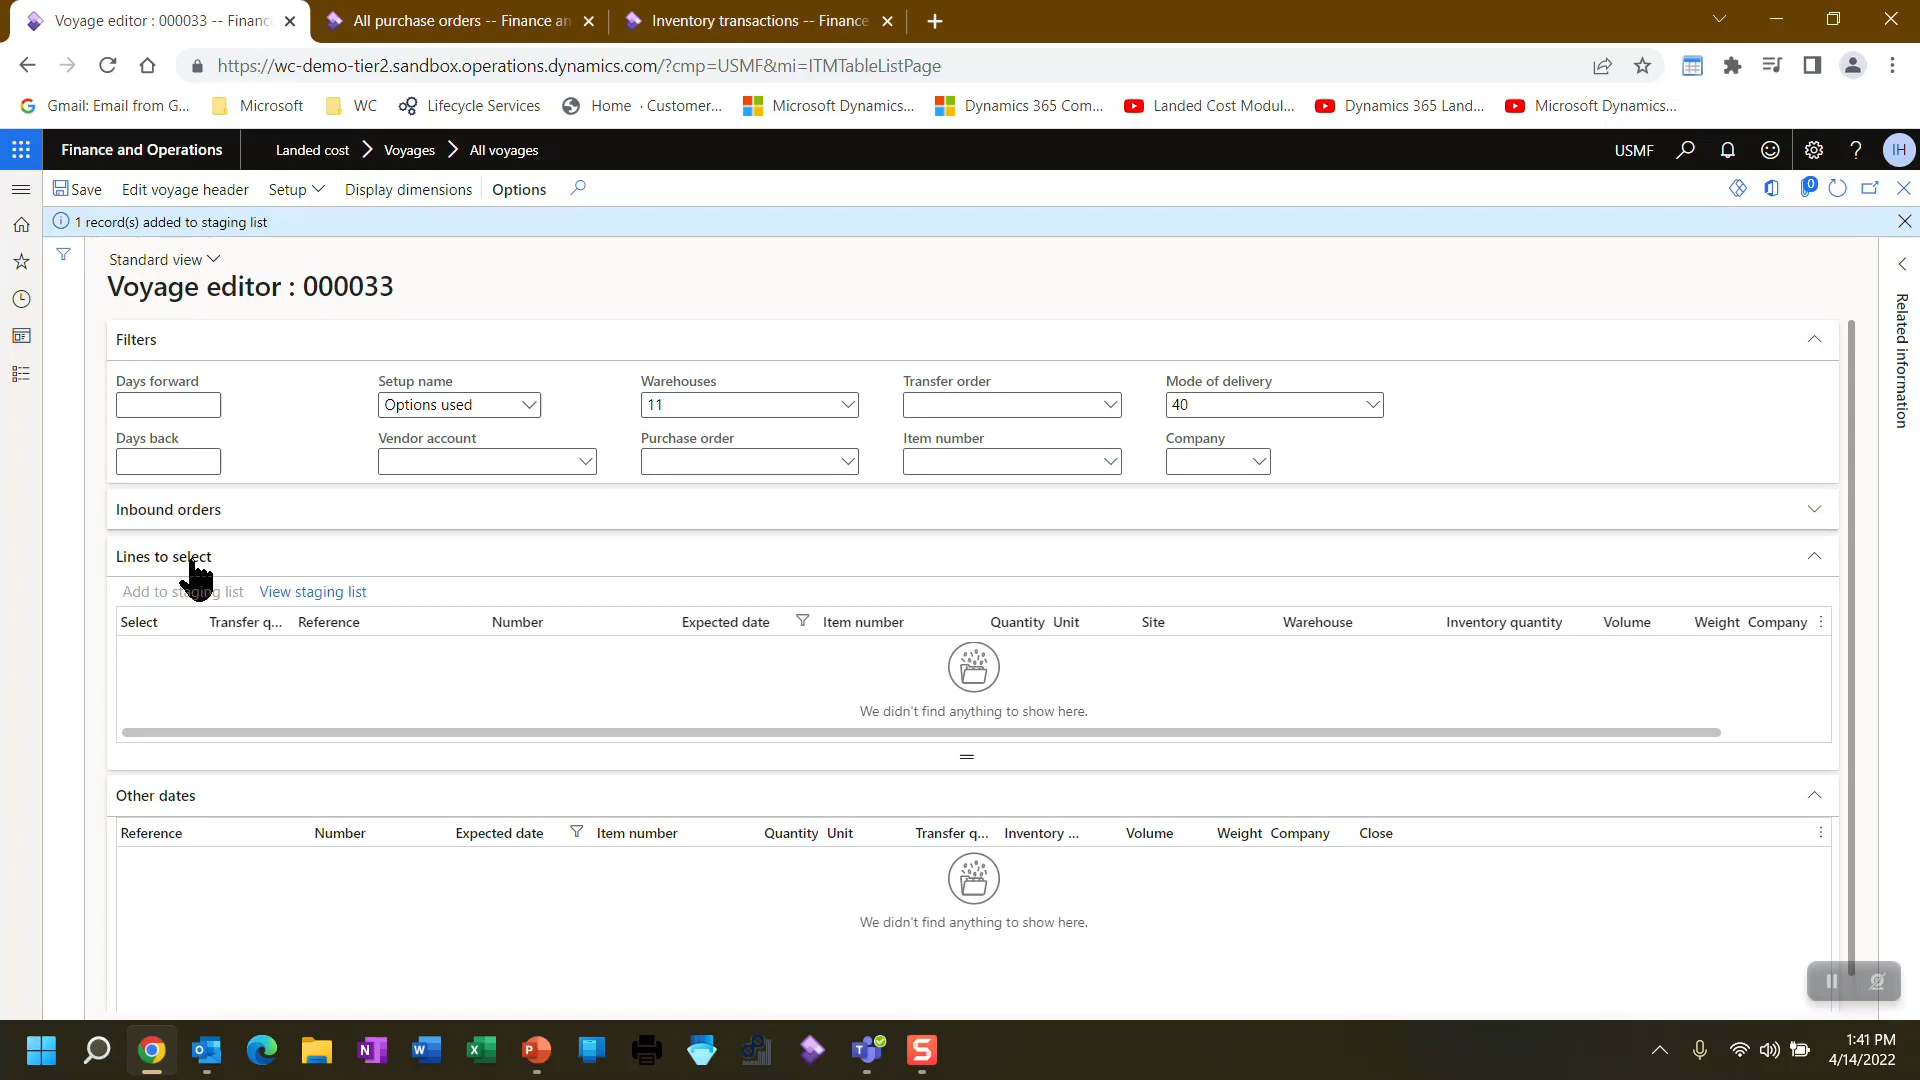 Voyage editor : 000033 -- Financ
All purchase orders -- Finance an
Inventory transactions -- Finance
https://wc-demo-tier2.sandbox.operations.dynamics.com/?cmp=USMF&mi=ITMTableListPage
Gmail: Email from G...
Microsoft
WC
Lifecycle Services
Home · Customer...
Microsoft Dynamics...
Dynamics 365 Com...
Landed Cost Modul...
Dynamics 365 Land...
Microsoft Dynamics...
Finance and Operations
Landed cost
Voyages
All voyages
USMF
IH
Save
Edit voyage header
Setup
Display dimensions
Options
0
1 record(s) added to staging list
Standard view
Voyage editor : 000033
Related information
Filters
Days forward
Setup name
Warehouses
Transfer order
Mode of delivery
Options used
11
40
Days back
Vendor account
Purchase order
Item number
Company
Inbound orders
Lines to select
Add to staging list
View staging list
Select
Transfer q...
Reference
Number
Expected date
Item number
Quantity
Unit
Site
Warehouse
Inventory quantity
Volume
Weight
Company
We didn't find anything to show here.
Other dates
Reference
Number
Expected date
Item number
Quantity
Unit
Transfer q...
Inventory ...
Volume
Weight
Company
Close
We didn't find anything to show here.
1:41 PM
4/14/2022